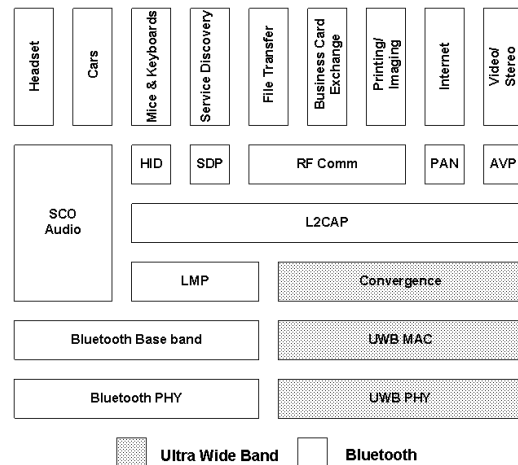 Headset
Cars
Mice & Keyboards
Service Discovery
File Transfer
Business Card
Exchange
Printing/
Imaging
Internet
Video/
Stereo
SCO
Audio
HID
SDP
RF Comm
PAN
AVP
L2CAP
LMP
Convergence
Bluetooth Base band
UWB MAC
Bluetooth PHY
UWB PHY
Ultra Wide Band
Bluetooth